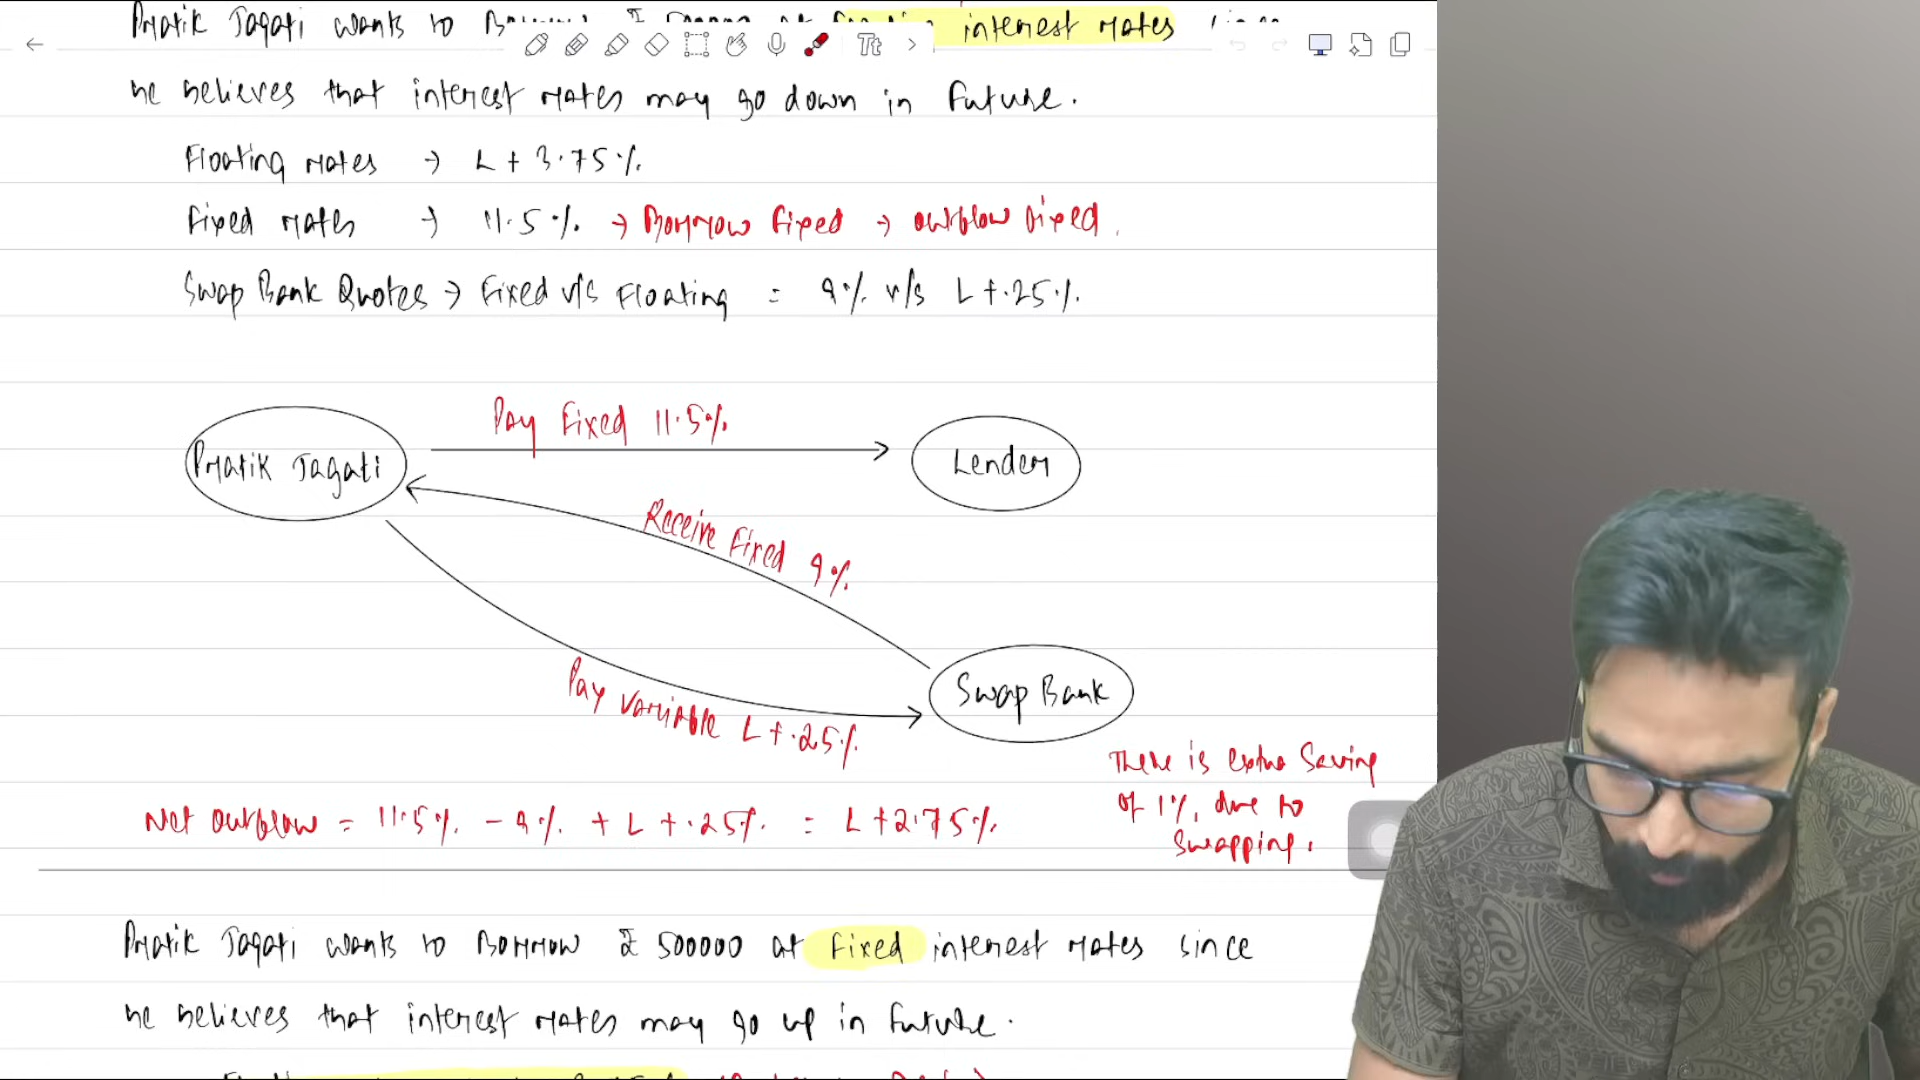 Pratik Jagati wants to interest rates
Tt
he believes that interest rates may go down in future.
Floating rates → L + 3.75%
Fixed rates → 11.5% → Borrow fixed → outflow fixed.
Swap Bank Quotes → Fixed v/s Floating = 9% v/s L + .25%
Pay Fixed 11.5%
Pratik Jagati
Lender
Receive fixed 9%
Swap Bank
Pay variable L + .25%
There is extra saving
of 1%, due to
swapping.
Net outflow = 11.5% - 9% + L + .25% = L + 2.75%
Pratik Jagati wants to Borrow ₹ 500000 at fixed interest rates since
he believes that interest rates may go up in future.